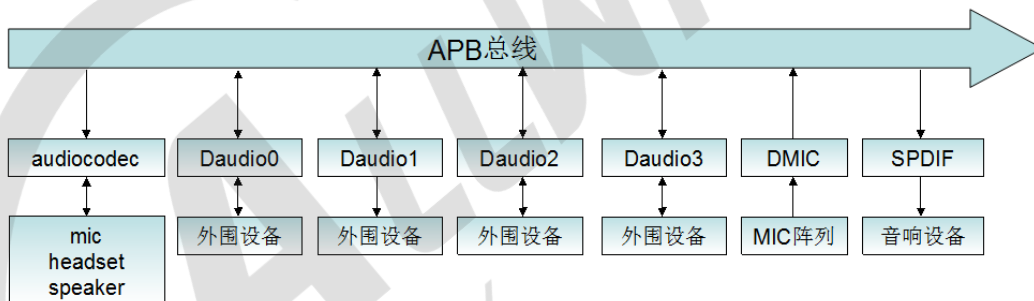 APB总线
audiocodec
Daudio0
Daudio1
Daudio2
Daudio3
DMIC
SPDIF
mic
headset
speaker
外围设备
外围设备
外围设备
外围设备
MIC阵列
音响设备